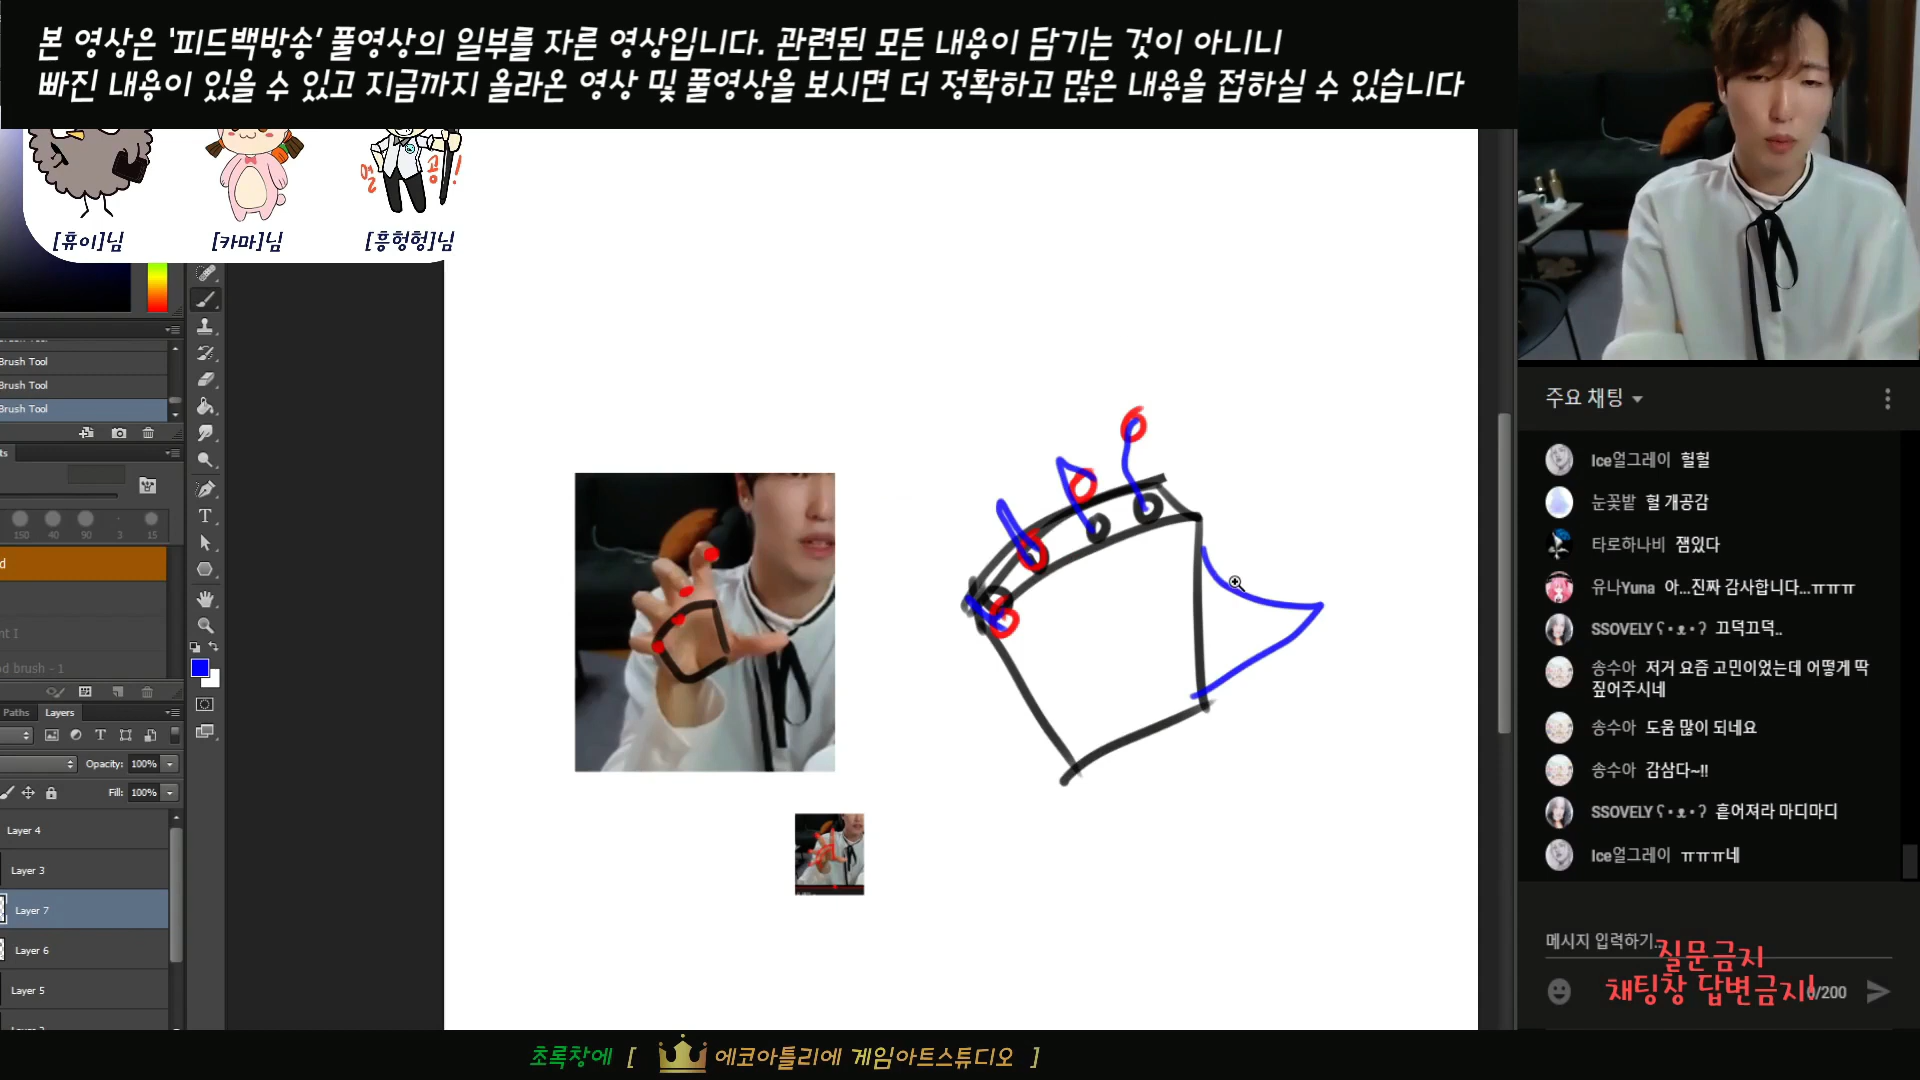 본 영상은 '피드백방송' 풀영상의 일부를 자른 영상입니다. 관련된 모든 내용이 담기는 것이 아니니
빠진 내용이 있을 수 있고 지금까지 올라온 영상 및 풀영상을 보시면 더 정확하고 많은 내용을 접하실 수 있습니다
열공!
[퓨이]님
[카마]님
[흥헝헝]님
Brush Tool
Brush Tool
Brush Tool
ts
150 40 90 3 15
d
nt I
od brush - 1
Paths Layers
Opacity: 100%
Fill: 100%
Layer 4
Layer 3
Layer 7
Layer 6
Layer 5
주요 채팅
Ice얼그레이 헐헐
눈꽃밭 헐 개공감
타로하나비 잼있다
유나Yuna 아...진짜 감사합니다...ㅠㅠㅠ
SSOVELY ʕ•ᴥ•ʔ 끄덕끄덕..
송수아 저거 요즘 고민이었는데 어떻게 딱
짚어주시네
송수아 도움 많이 되네요
송수아 감삼다~!!
SSOVELY ʕ•ᴥ•ʔ 흩어져라 마디마디
Ice얼그레이 ㅠㅠㅠ네
메시지 입력하기...
질문금지
채팅창 답변금지!
0/200
초록창에 [ 에코아틀리에 게임아트스튜디오 ]